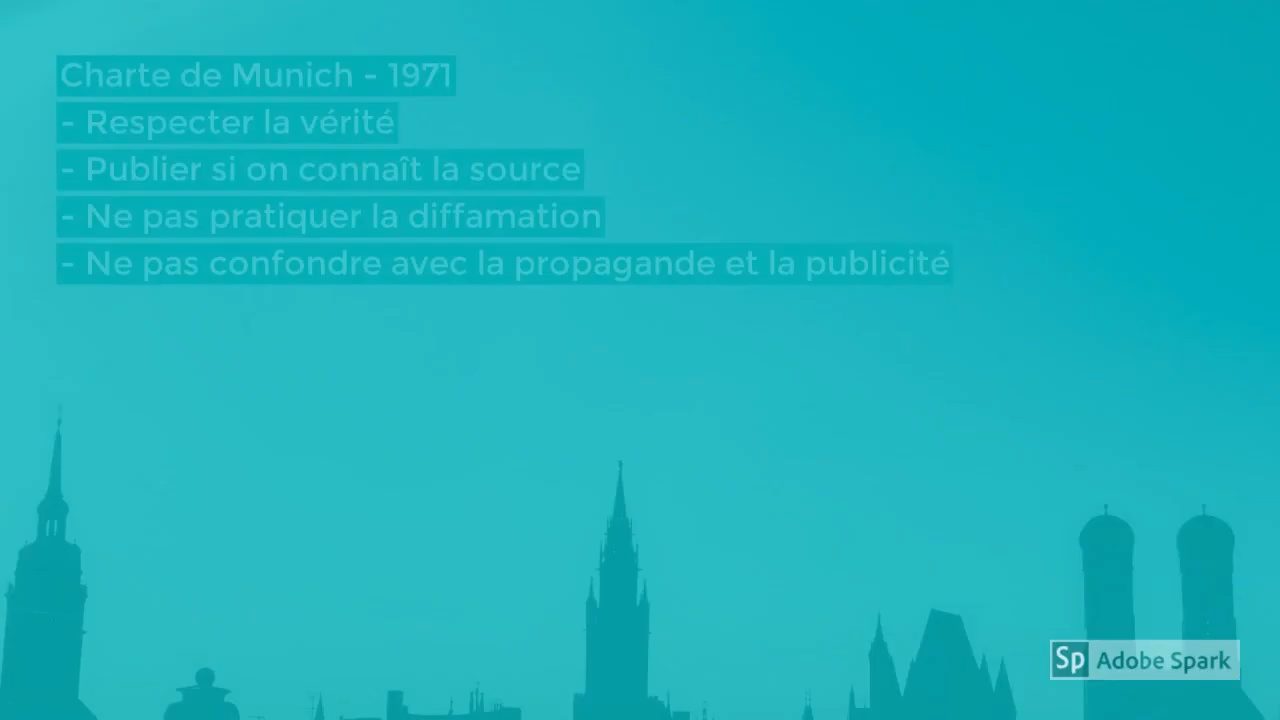 Charte de Munich - 1971
- Respecter la vérité
- Publier si on connaît la source
- Ne pas pratiquer la diffamation
- Ne pas confondre avec la propagande et la publicité
Sp Adobe Spark